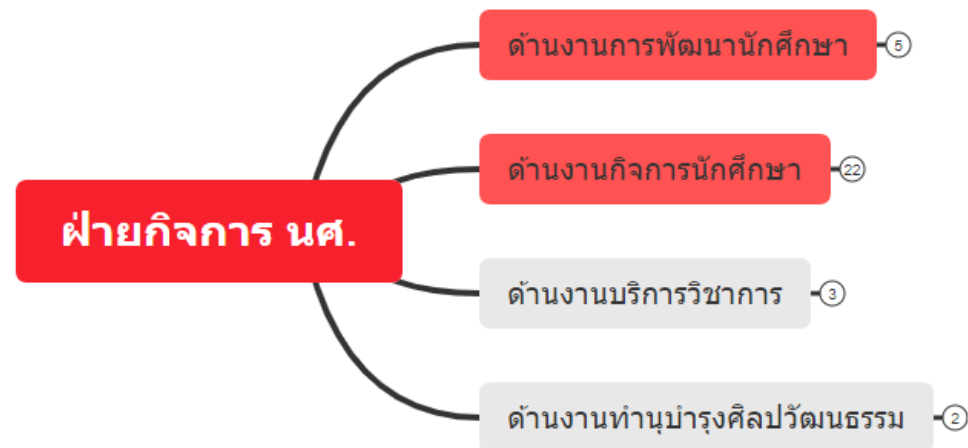 ฝ่ายกิจการ นศ.
ด้านงานการพัฒนานักศึกษา 5
ด้านงานกิจการนักศึกษา 22
ด้านงานบริการวิชาการ 3
ด้านงานทำนุบำรุงศิลปวัฒนธรรม 2